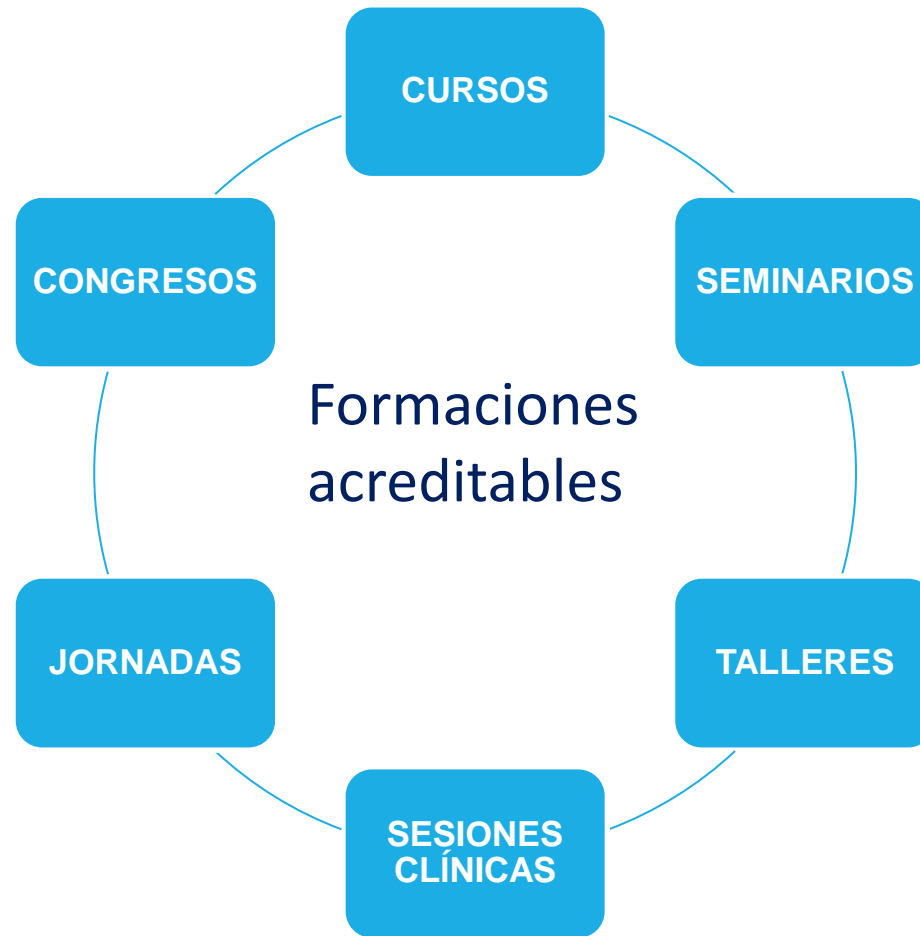 CURSOS
CONGRESOS
SEMINARIOS
Formaciones
acreditables
JORNADAS
TALLERES
SESIONES
CLÍNICAS